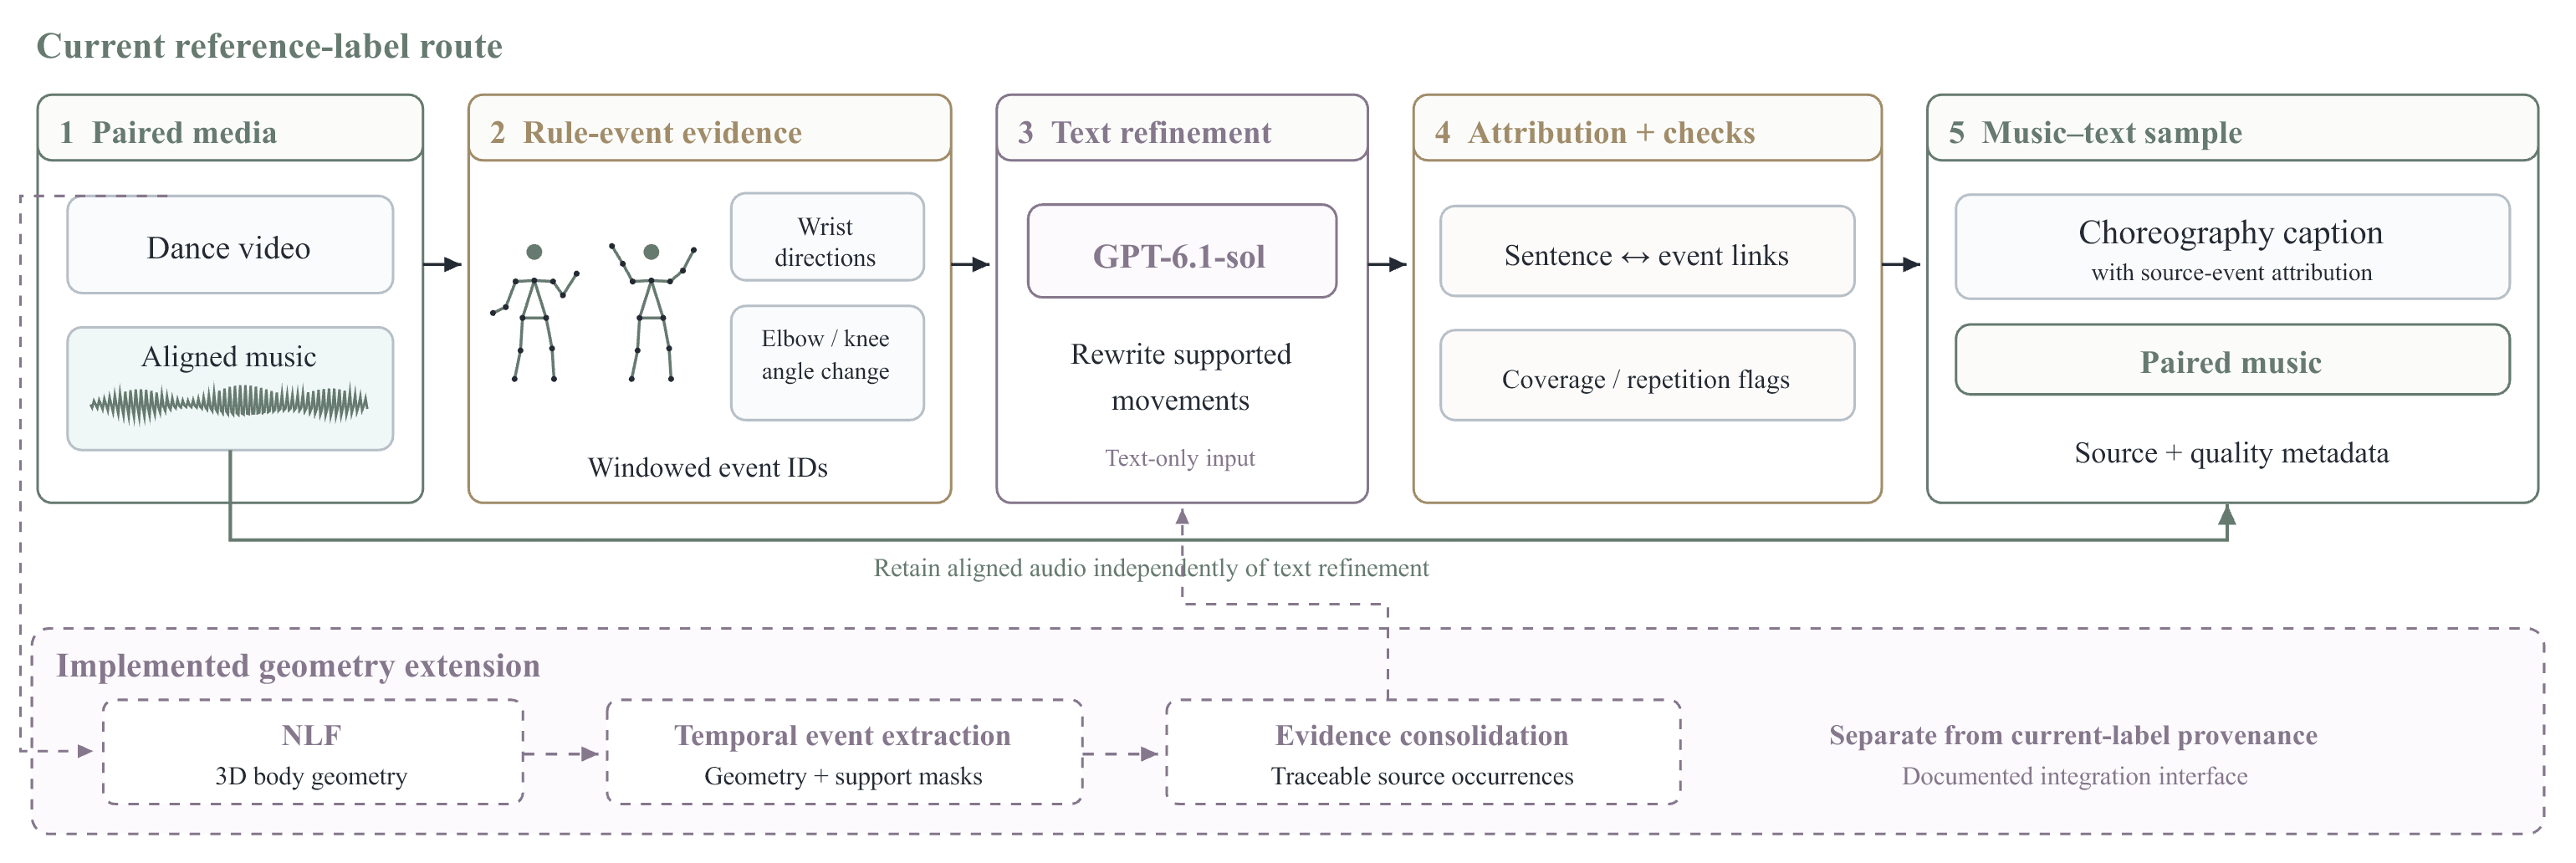 Current reference-label route
1 Paired media
Dance video
Aligned music
2 Rule-event evidence
Wrist
directions
Elbow / knee
angle change
Windowed event IDs
3 Text refinement
GPT-6.1-sol
Rewrite supported
movements
Text-only input
4 Attribution + checks
Sentence ↔ event links
Coverage / repetition flags
5 Music–text sample
Choreography caption
with source-event attribution
Paired music
Source + quality metadata
Retain aligned audio independently of text refinement
Implemented geometry extension
NLF
3D body geometry
Temporal event extraction
Geometry + support masks
Evidence consolidation
Traceable source occurrences
Separate from current-label provenance
Documented integration interface